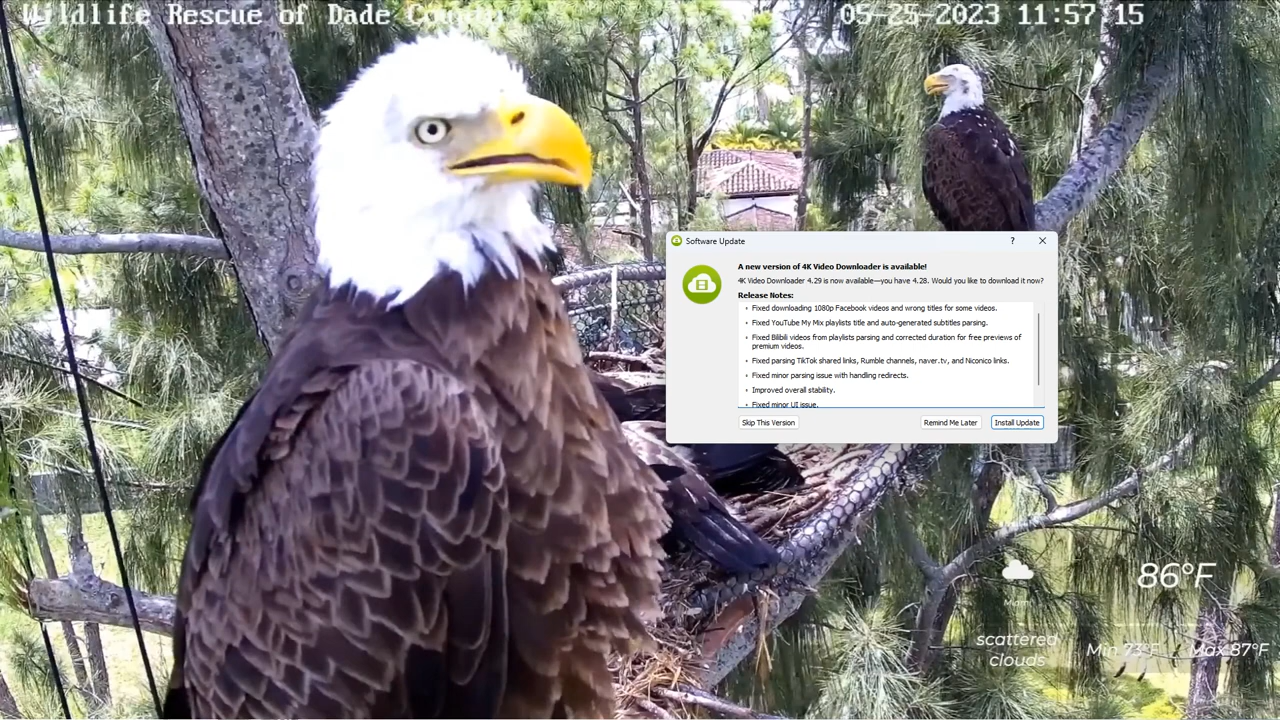 Wildlife Rescue of Dade County
05-25-2023 11:57:15
Software Update
?
A new version of 4K Video Downloader is available!
4K Video Downloader 4.29 is now available—you have 4.28. Would you like to download it now?
Release Notes:
Fixed downloading 1080p Facebook videos and wrong titles for some videos.
Fixed YouTube My Mix playlists title and auto-generated subtitles parsing.
Fixed Bilibili videos from playlists parsing and corrected duration for free previews of
premium videos.
Fixed parsing TikTok shared links, Rumble channels, naver.tv, and Niconico links.
Fixed minor parsing issue with handling redirects.
Improved overall stability.
Fixed minor UI issue.
Skip This Version
Remind Me Later
Install Update
86°F
Miami
scattered
clouds
Min 73°F
Max 87°F